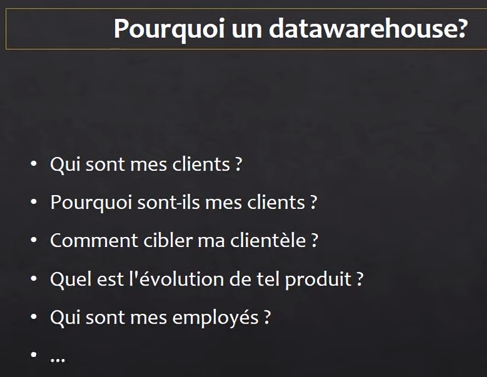 Pourquoi un datawarehouse?
• Qui sont mes clients ?
• Pourquoi sont-ils mes clients ?
• Comment cibler ma clientèle ?
• Quel est l'évolution de tel produit ?
• Qui sont mes employés ?
• ...